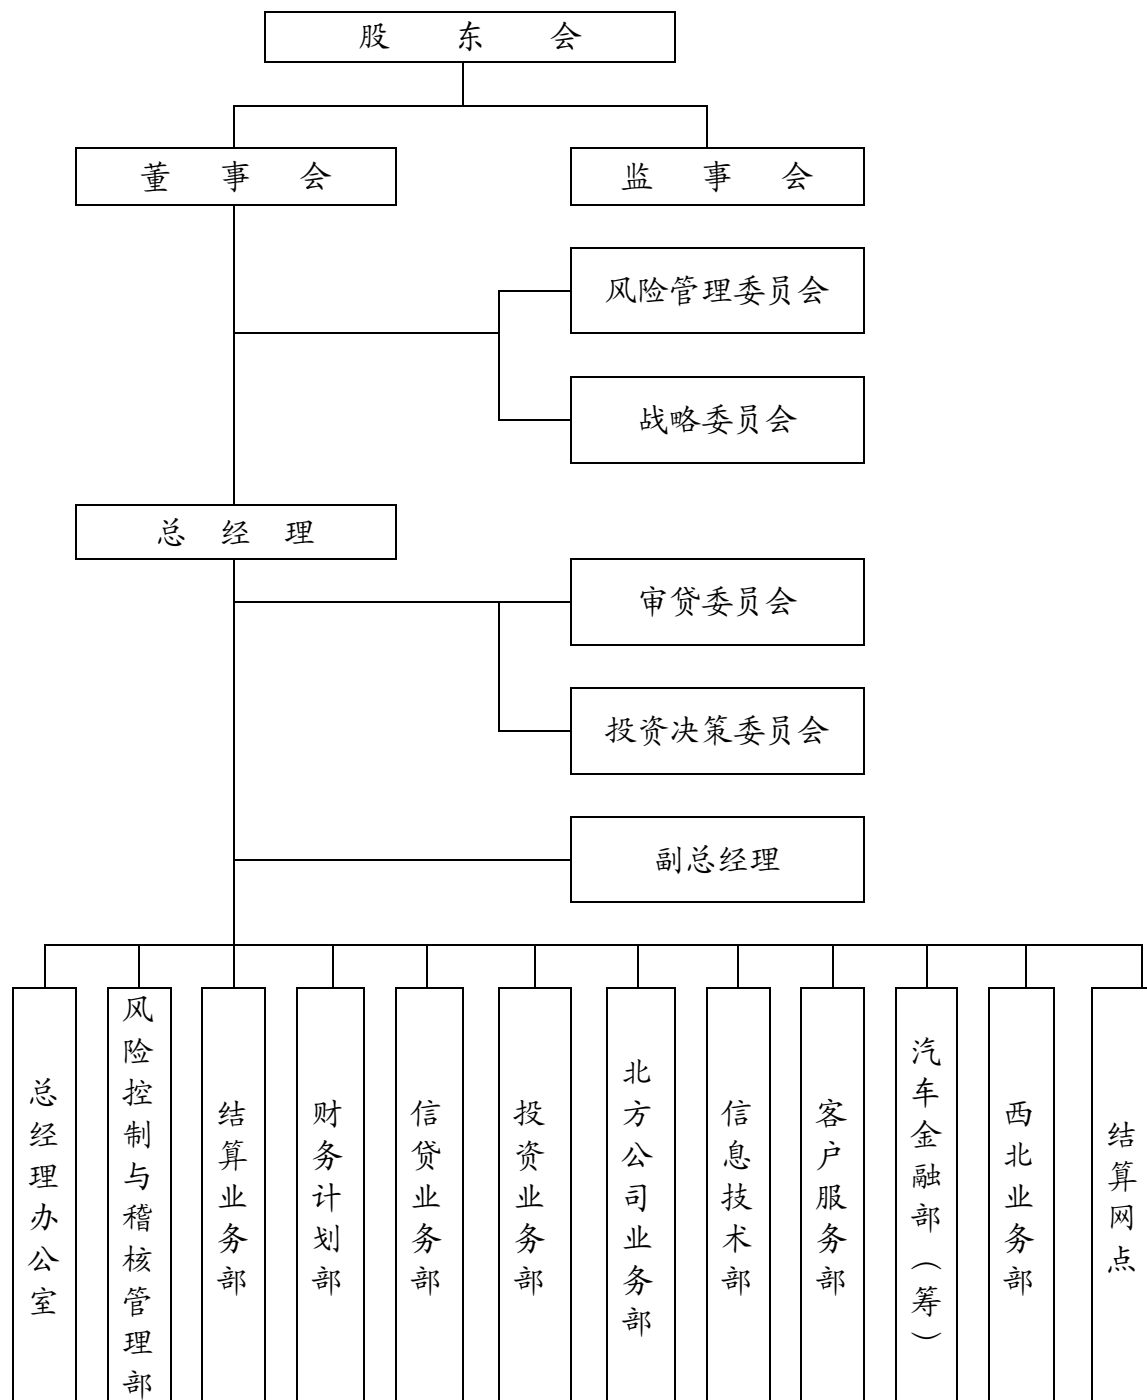 股 东 会
董 事 会
监 事 会
风险管理委员会
战略委员会
总 经 理
审贷委员会
投资决策委员会
副总经理
总经理办公室
风险控制与稽核管理部
结算业务部
财务计划部
信贷业务部
投资业务部
北方公司业务部
信息技术部
客户服务部
汽车金融部（筹）
西北业务部
结算网点